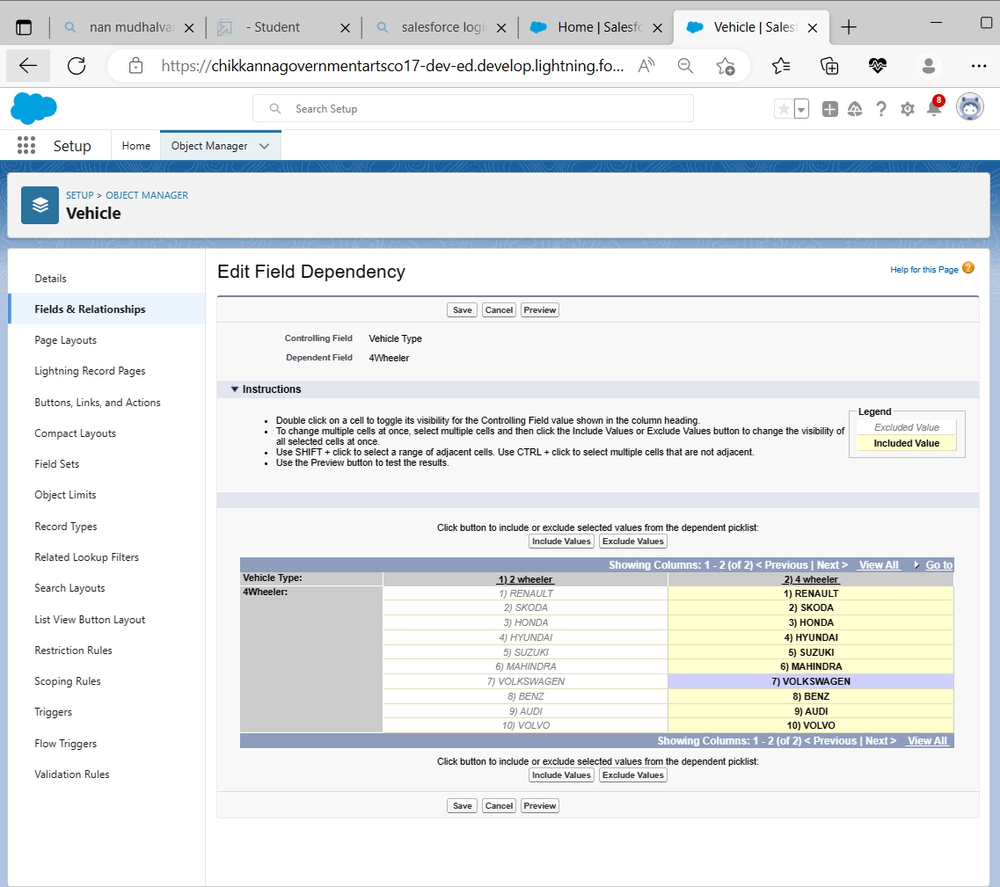 nan mudhalva
- Student
salesforce logi
Home | Salesfo
Vehicle | Salesf
https://chikkannagovernmentartsco17-dev-ed.develop.lightning.fo...
Search Setup
8
Setup
Home
Object Manager
SETUP > OBJECT MANAGER
Vehicle
Details
Fields & Relationships
Page Layouts
Lightning Record Pages
Buttons, Links, and Actions
Compact Layouts
Field Sets
Object Limits
Record Types
Related Lookup Filters
Search Layouts
List View Button Layout
Restriction Rules
Scoping Rules
Triggers
Flow Triggers
Validation Rules
Edit Field Dependency
Help for this Page ?
Save Cancel Preview
Controlling Field Vehicle Type
Dependent Field 4Wheeler
Instructions
• Double click on a cell to toggle its visibility for the Controlling Field value shown in the column heading.
• To change multiple cells at once, select multiple cells and then click the Include Values or Exclude Values button to change the visibility of
all selected cells at once.
• Use SHIFT + click to select a range of adjacent cells. Use CTRL + click to select multiple cells that are not adjacent.
• Use the Preview button to test the results.
Legend
Excluded Value
Included Value
Click button to include or exclude selected values from the dependent picklist:
Include Values Exclude Values
Showing Columns: 1 - 2 (of 2) < Previous | Next > View All Go to
Vehicle Type: 1) 2 wheeler 2) 4 wheeler
4Wheeler: 1) RENAULT 1) RENAULT
2) SKODA 2) SKODA
3) HONDA 3) HONDA
4) HYUNDAI 4) HYUNDAI
5) SUZUKI 5) SUZUKI
6) MAHINDRA 6) MAHINDRA
7) VOLKSWAGEN 7) VOLKSWAGEN
8) BENZ 8) BENZ
9) AUDI 9) AUDI
10) VOLVO 10) VOLVO
Showing Columns: 1 - 2 (of 2) < Previous | Next > View All
Click button to include or exclude selected values from the dependent picklist:
Include Values Exclude Values
Save Cancel Preview